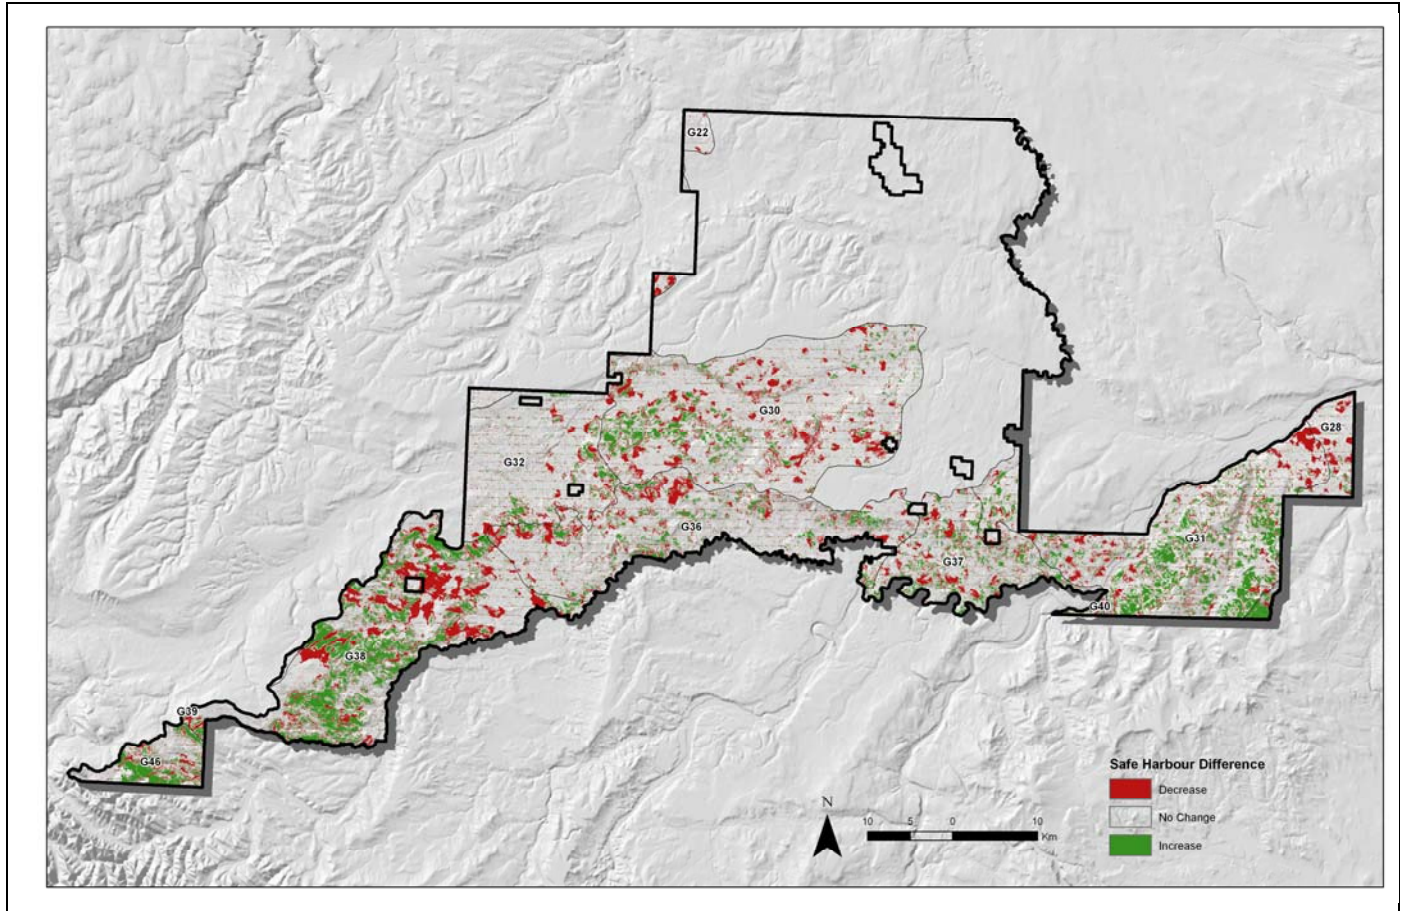 G22
G30
G28
G32
G36
G31
G37
G40
G38
G39
G46
Safe Harbour Difference
Decrease
No Change
Increase
N
10 5 0 10
Km